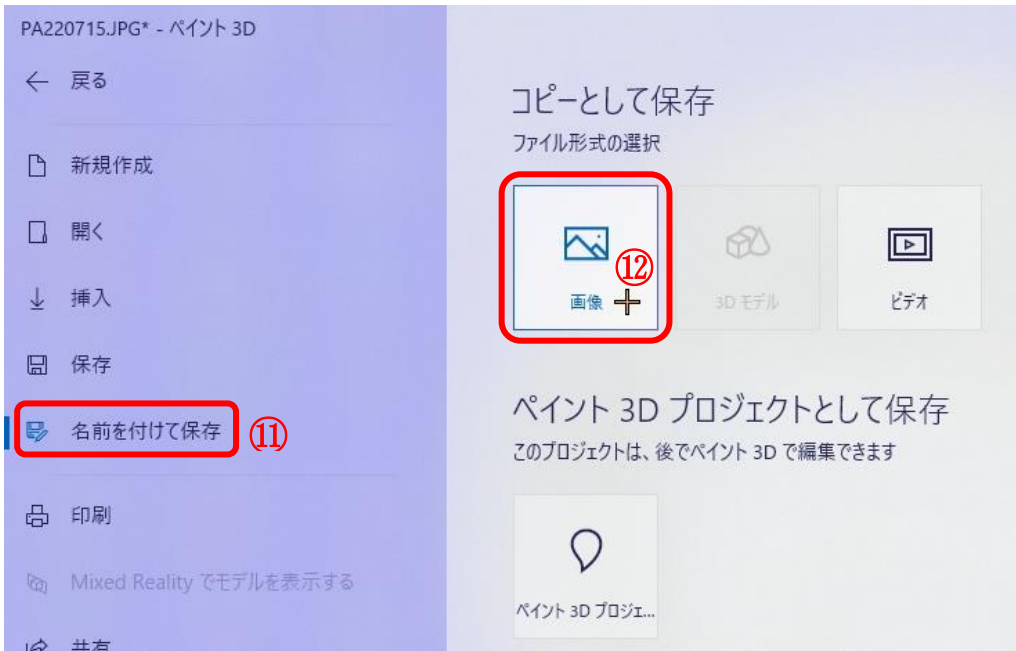 PA220715.JPG* - ペイント 3D
戻る
新規作成
開く
挿入
保存
名前を付けて保存
⑪
印刷
Mixed Reality でモデルを表示する
共有
コピーとして保存
ファイル形式の選択
画像
⑫
3D モデル
ビデオ
ペイント 3D プロジェクトとして保存
このプロジェクトは、後でペイント 3D で編集できます
ペイント 3D プロジェ...